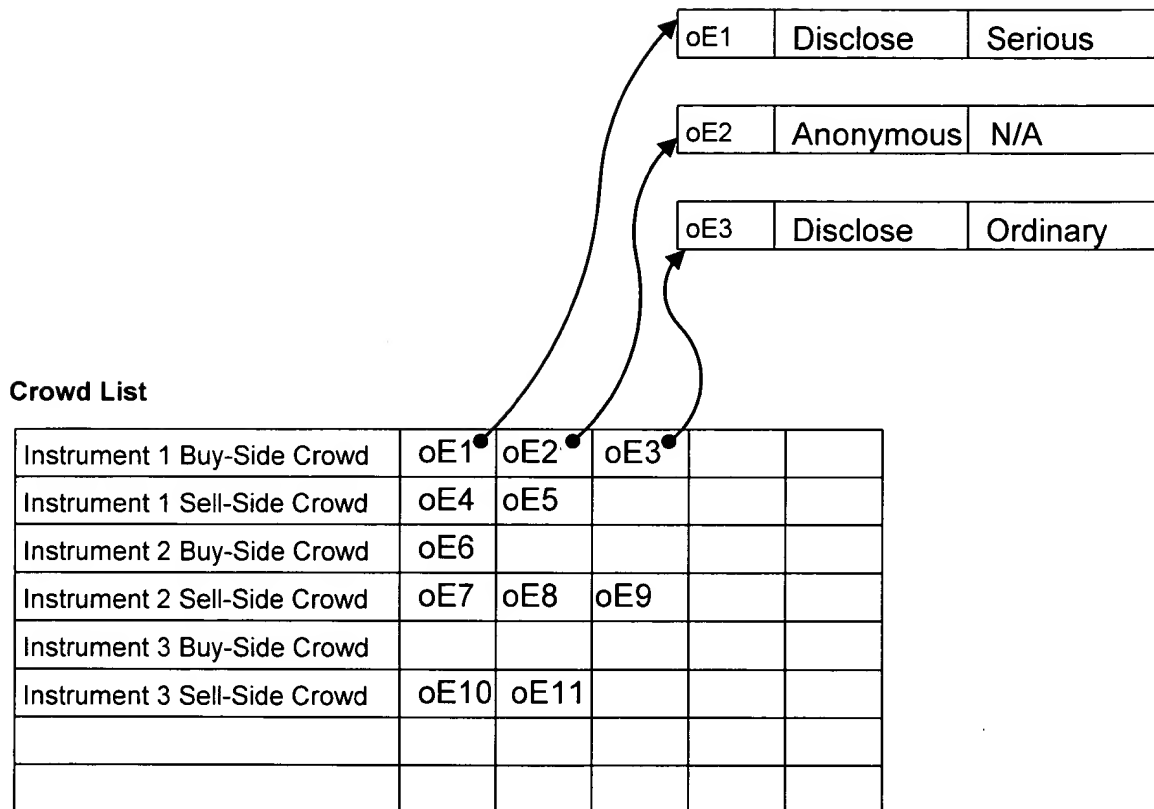 oE1 Disclose Serious
oE2 Anonymous N/A
oE3 Disclose Ordinary
Crowd List
Instrument 1 Buy-Side Crowd oE1 oE2 oE3
Instrument 1 Sell-Side Crowd oE4 oE5
Instrument 2 Buy-Side Crowd oE6
Instrument 2 Sell-Side Crowd oE7 oE8 oE9
Instrument 3 Buy-Side Crowd
Instrument 3 Sell-Side Crowd oE10 oE11